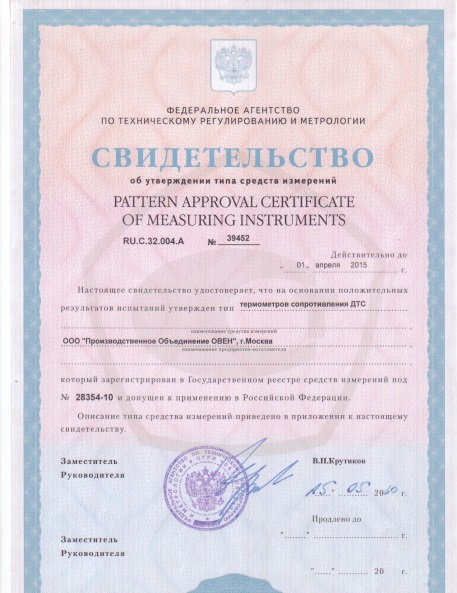 ФЕДЕРАЛЬНОЕ АГЕНТСТВО
ПО ТЕХНИЧЕСКОМУ РЕГУЛИРОВАНИЮ И МЕТРОЛОГИИ
СВИДЕТЕЛЬСТВО
об утверждении типа средств измерений
PATTERN APPROVAL CERTIFICATE
OF MEASURING INSTRUMENTS
RU.C.32.004.A № 39452
Действительно до
" 01 " апреля 2015 г.
Настоящее свидетельство удостоверяет, что на основании положительных
результатов испытаний утвержден тип термометров сопротивления ДТС
наименование средства измерений
ООО "Производственное Объединение ОВЕН", г.Москва
наименование предприятия-изготовителя
который зарегистрирован в Государственном реестре средств измерений под
№ 28354-10 и допущен к применению в Российской Федерации.
Описание типа средства измерений приведено в приложении к настоящему
свидетельству.
Заместитель
Руководителя
В.Н.Крутиков
15. 05 2010 г.
Продлено до
"........" ........................ г.
Заместитель
Руководителя
"......" ............ 20 г.